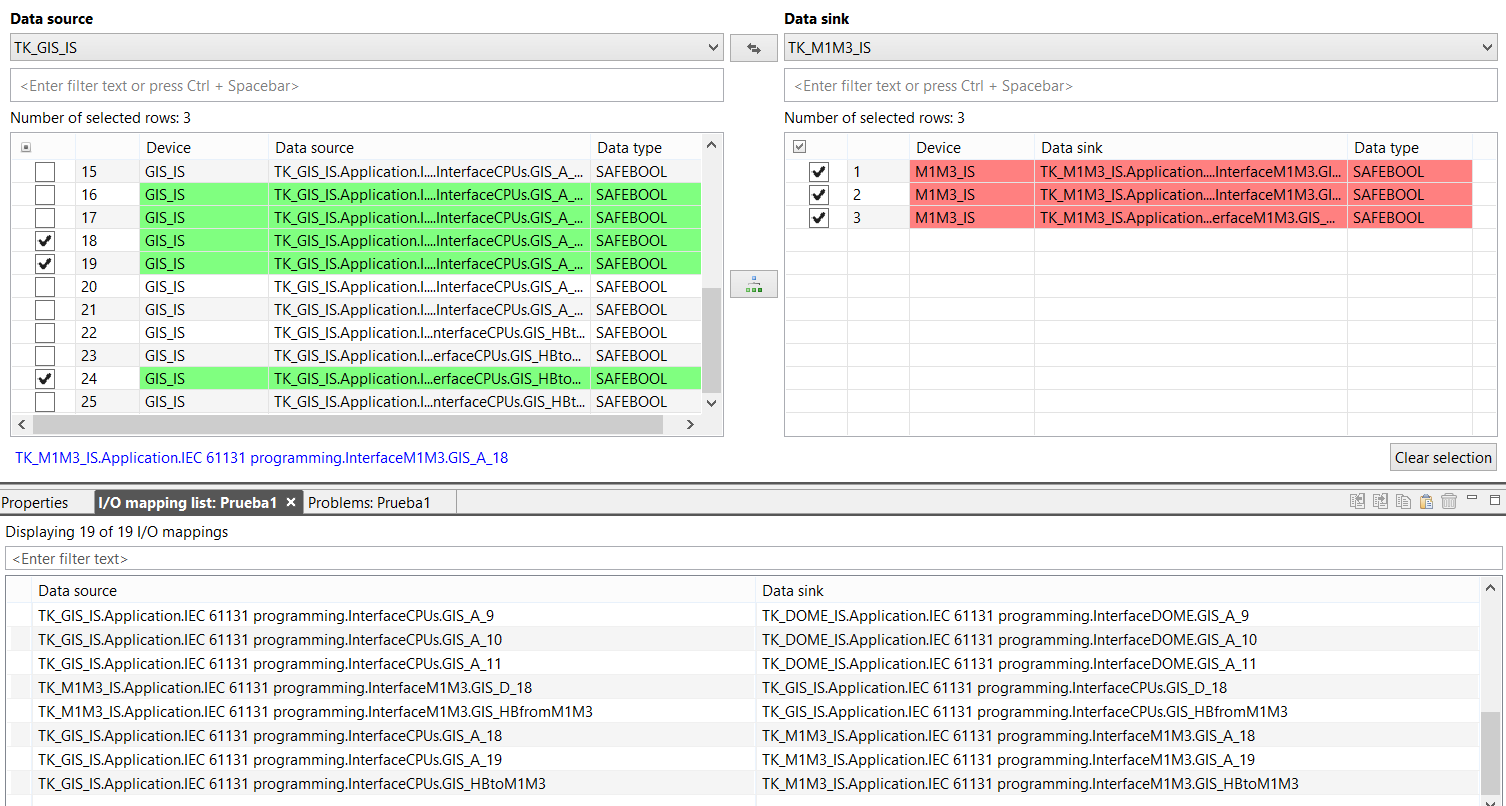 Data source Data sink
TK_GIS_IS TK_M1M3_IS
<Enter filter text or press Ctrl + Spacebar> <Enter filter text or press Ctrl + Spacebar>
Number of selected rows: 3 Number of selected rows: 3
Device Data source Data type Device Data sink Data type
15 GIS_IS TK_GIS_IS.Application.I....InterfaceCPUs.GIS_A_... SAFEBOOL 1 M1M3_IS TK_M1M3_IS.Application....InterfaceM1M3.GI... SAFEBOOL
16 GIS_IS TK_GIS_IS.Application.I....InterfaceCPUs.GIS_A_... SAFEBOOL 2 M1M3_IS TK_M1M3_IS.Application....InterfaceM1M3.GI... SAFEBOOL
17 GIS_IS TK_GIS_IS.Application.I....InterfaceCPUs.GIS_A_... SAFEBOOL 3 M1M3_IS TK_M1M3_IS.Application...erfaceM1M3.GIS_... SAFEBOOL
18 GIS_IS TK_GIS_IS.Application.I....InterfaceCPUs.GIS_A_... SAFEBOOL
19 GIS_IS TK_GIS_IS.Application.I....InterfaceCPUs.GIS_A_... SAFEBOOL
20 GIS_IS TK_GIS_IS.Application.I....InterfaceCPUs.GIS_A_... SAFEBOOL
21 GIS_IS TK_GIS_IS.Application.I....InterfaceCPUs.GIS_A_... SAFEBOOL
22 GIS_IS TK_GIS_IS.Application.I...nterfaceCPUs.GIS_HBt... SAFEBOOL
23 GIS_IS TK_GIS_IS.Application.I...erfaceCPUs.GIS_HBto... SAFEBOOL
24 GIS_IS TK_GIS_IS.Application.I...erfaceCPUs.GIS_HBto... SAFEBOOL
25 GIS_IS TK_GIS_IS.Application.I...nterfaceCPUs.GIS_HBt... SAFEBOOL
TK_M1M3_IS.Application.IEC 61131 programming.InterfaceM1M3.GIS_A_18 Clear selection
Properties I/O mapping list: Prueba1 Problems: Prueba1
Displaying 19 of 19 I/O mappings
<Enter filter text>
Data source Data sink
TK_GIS_IS.Application.IEC 61131 programming.InterfaceCPUs.GIS_A_9 TK_DOME_IS.Application.IEC 61131 programming.InterfaceDOME.GIS_A_9
TK_GIS_IS.Application.IEC 61131 programming.InterfaceCPUs.GIS_A_10 TK_DOME_IS.Application.IEC 61131 programming.InterfaceDOME.GIS_A_10
TK_GIS_IS.Application.IEC 61131 programming.InterfaceCPUs.GIS_A_11 TK_DOME_IS.Application.IEC 61131 programming.InterfaceDOME.GIS_A_11
TK_M1M3_IS.Application.IEC 61131 programming.InterfaceM1M3.GIS_D_18 TK_GIS_IS.Application.IEC 61131 programming.InterfaceCPUs.GIS_D_18
TK_M1M3_IS.Application.IEC 61131 programming.InterfaceM1M3.GIS_HBfromM1M3 TK_GIS_IS.Application.IEC 61131 programming.InterfaceCPUs.GIS_HBfromM1M3
TK_GIS_IS.Application.IEC 61131 programming.InterfaceCPUs.GIS_A_18 TK_M1M3_IS.Application.IEC 61131 programming.InterfaceM1M3.GIS_A_18
TK_GIS_IS.Application.IEC 61131 programming.InterfaceCPUs.GIS_A_19 TK_M1M3_IS.Application.IEC 61131 programming.InterfaceM1M3.GIS_A_19
TK_GIS_IS.Application.IEC 61131 programming.InterfaceCPUs.GIS_HBtoM1M3 TK_M1M3_IS.Application.IEC 61131 programming.InterfaceM1M3.GIS_HBtoM1M3